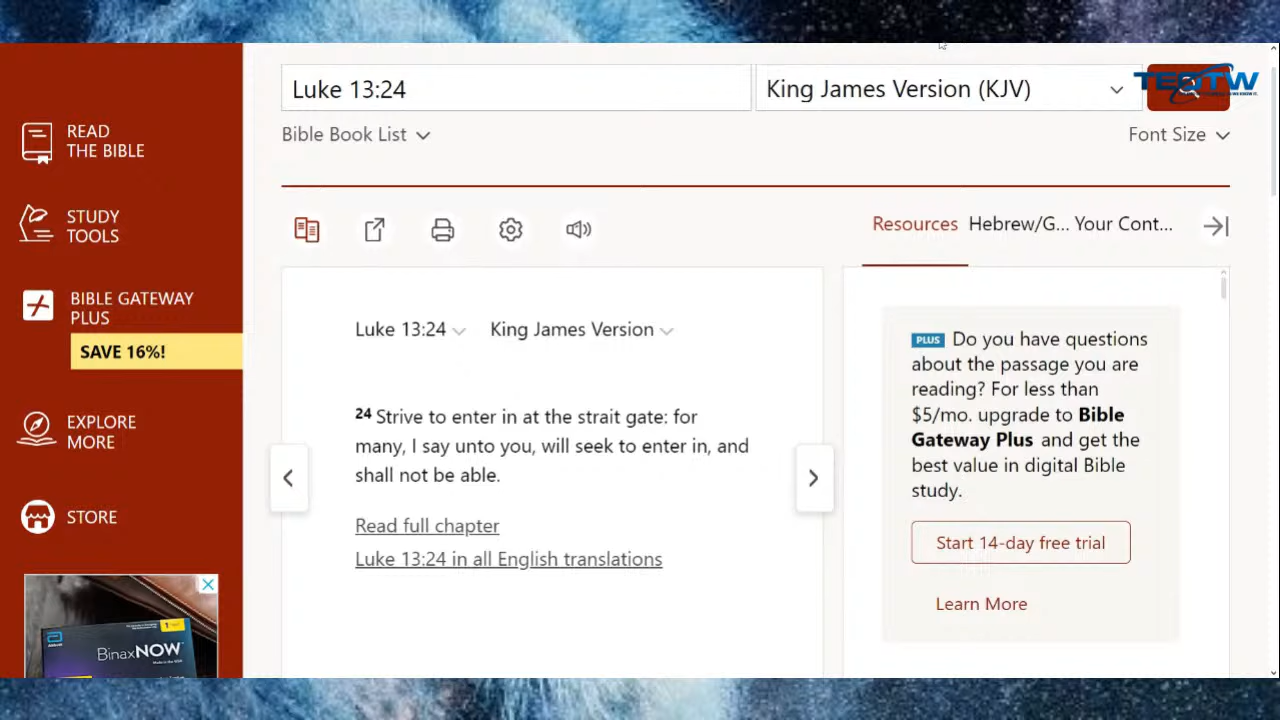 Luke 13:24
King James Version (KJV)
TEOTW
Bible Book List
Font Size
READ
THE BIBLE
STUDY
TOOLS
BIBLE GATEWAY
PLUS
SAVE 16%!
EXPLORE
MORE
STORE
BinaxNOW
Resources
Hebrew/G...
Your Cont...
Luke 13:24
King James Version
24 Strive to enter in at the strait gate: for
many, I say unto you, will seek to enter in, and
shall not be able.
Read full chapter
Luke 13:24 in all English translations
PLUS Do you have questions
about the passage you are
reading? For less than
$5/mo. upgrade to Bible
Gateway Plus and get the
best value in digital Bible
study.
Start 14-day free trial
Learn More